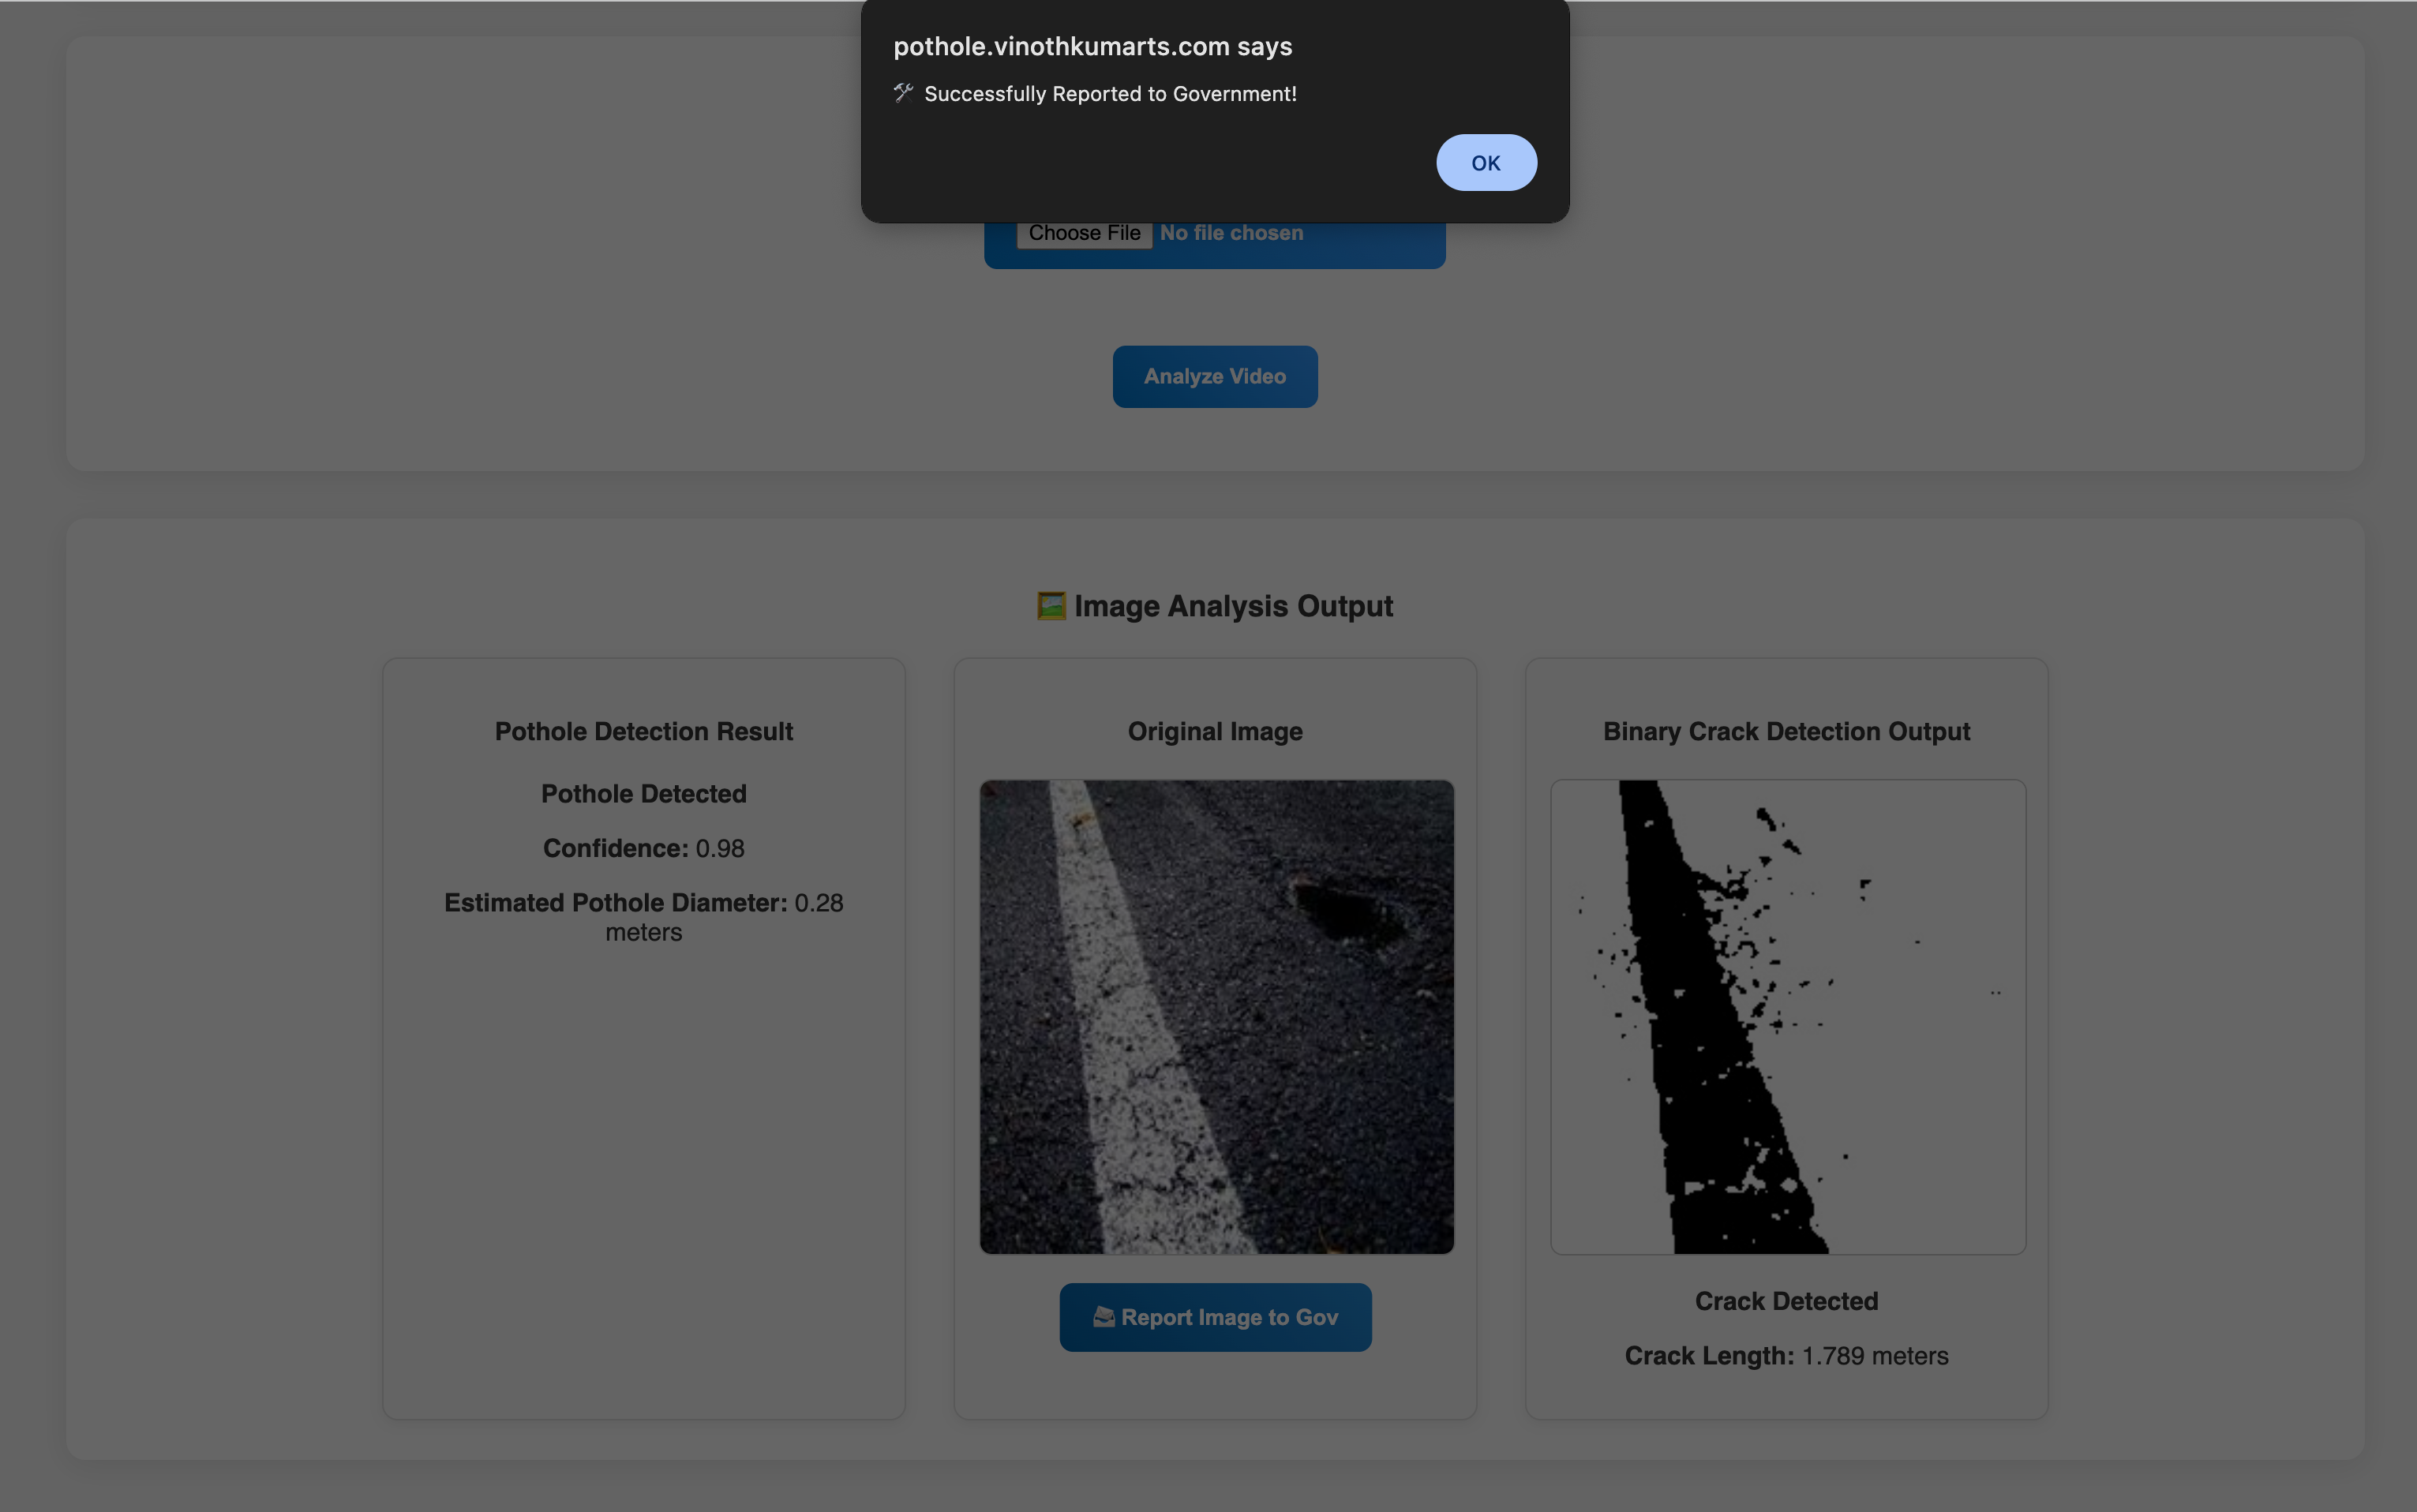 pothole.vinothkumarts.com says
🛠 Successfully Reported to Government!
OK
Choose File No file chosen
Analyze Video
🖼️ Image Analysis Output
Pothole Detection Result
Pothole Detected
Confidence: 0.98
Estimated Pothole Diameter: 0.28
meters
Original Image
📨 Report Image to Gov
Binary Crack Detection Output
Crack Detected
Crack Length: 1.789 meters